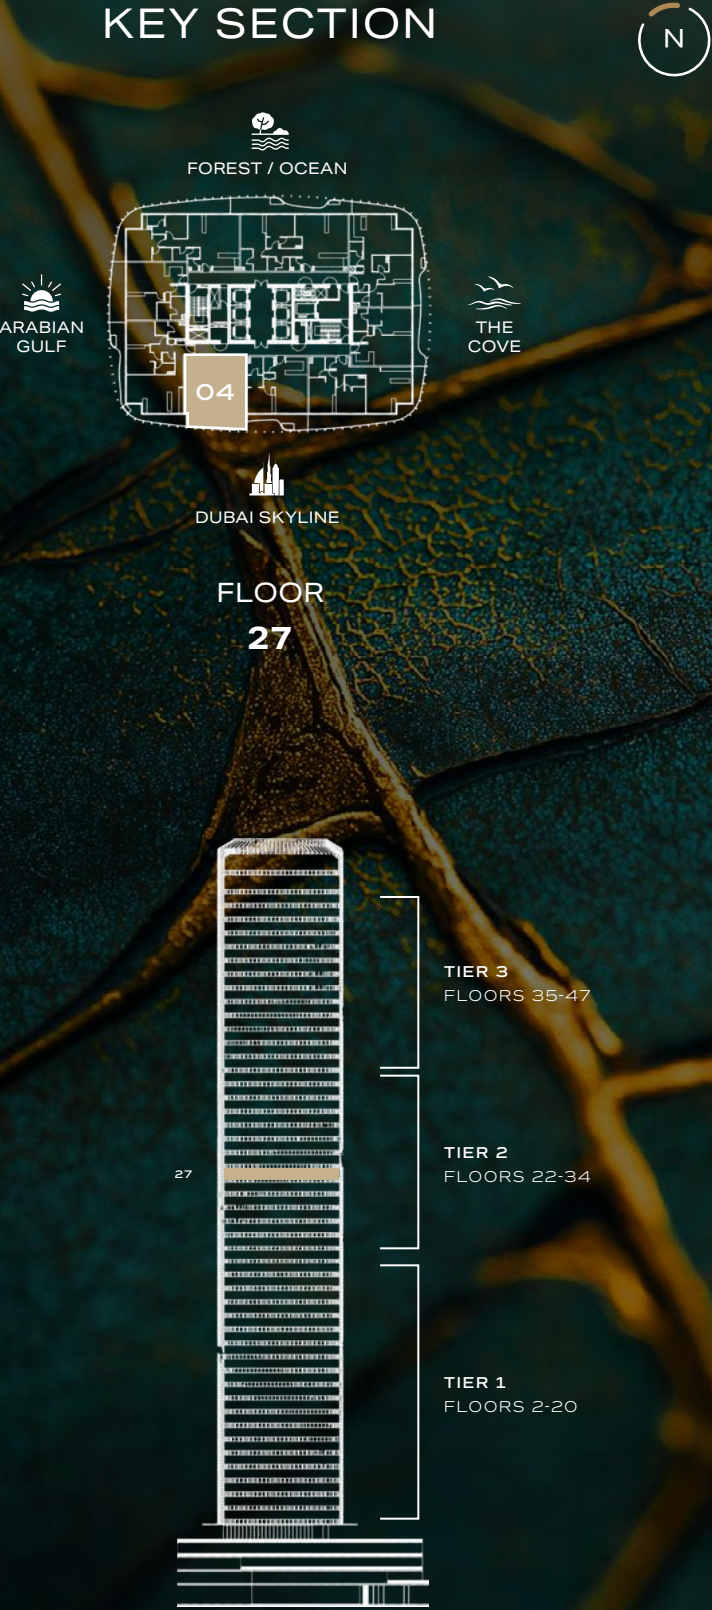 KEY SECTION
N
FOREST / OCEAN
ARABIAN
GULF
THE
COVE
04
DUBAI SKYLINE
FLOOR
27
TIER 3
FLOORS 35-47
TIER 2
FLOORS 22-34
27
TIER 1
FLOORS 2-20